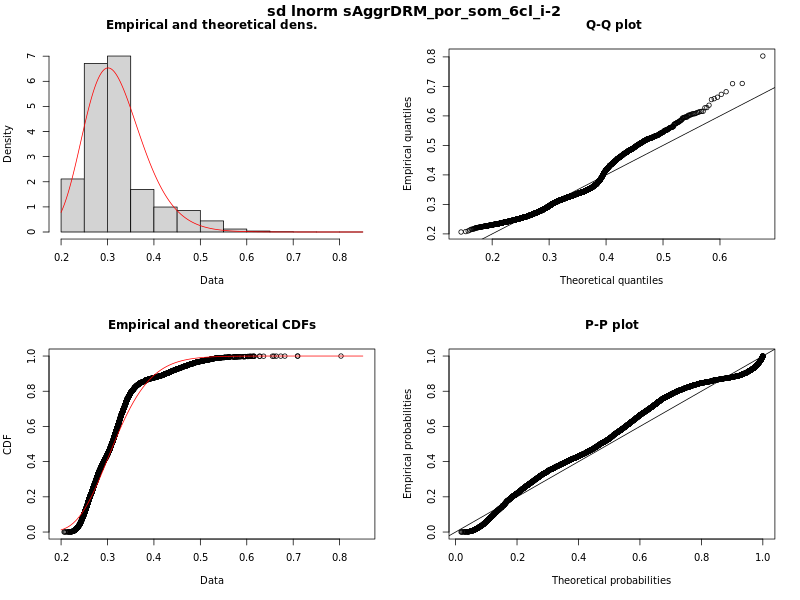 sd lnorm sAggrDRM_por_som_6cl_i-2
Empirical and theoretical dens.
Density
0 1 2 3 4 5 6 7
0.2 0.3 0.4 0.5 0.6 0.7 0.8
Data
Q-Q plot
Empirical quantiles
0.2 0.3 0.4 0.5 0.6 0.7 0.8
0.2 0.3 0.4 0.5 0.6
Theoretical quantiles
Empirical and theoretical CDFs
CDF
0.0 0.2 0.4 0.6 0.8 1.0
0.2 0.3 0.4 0.5 0.6 0.7 0.8
Data
P-P plot
Empirical probabilities
0.0 0.2 0.4 0.6 0.8 1.0
0.0 0.2 0.4 0.6 0.8 1.0
Theoretical probabilities